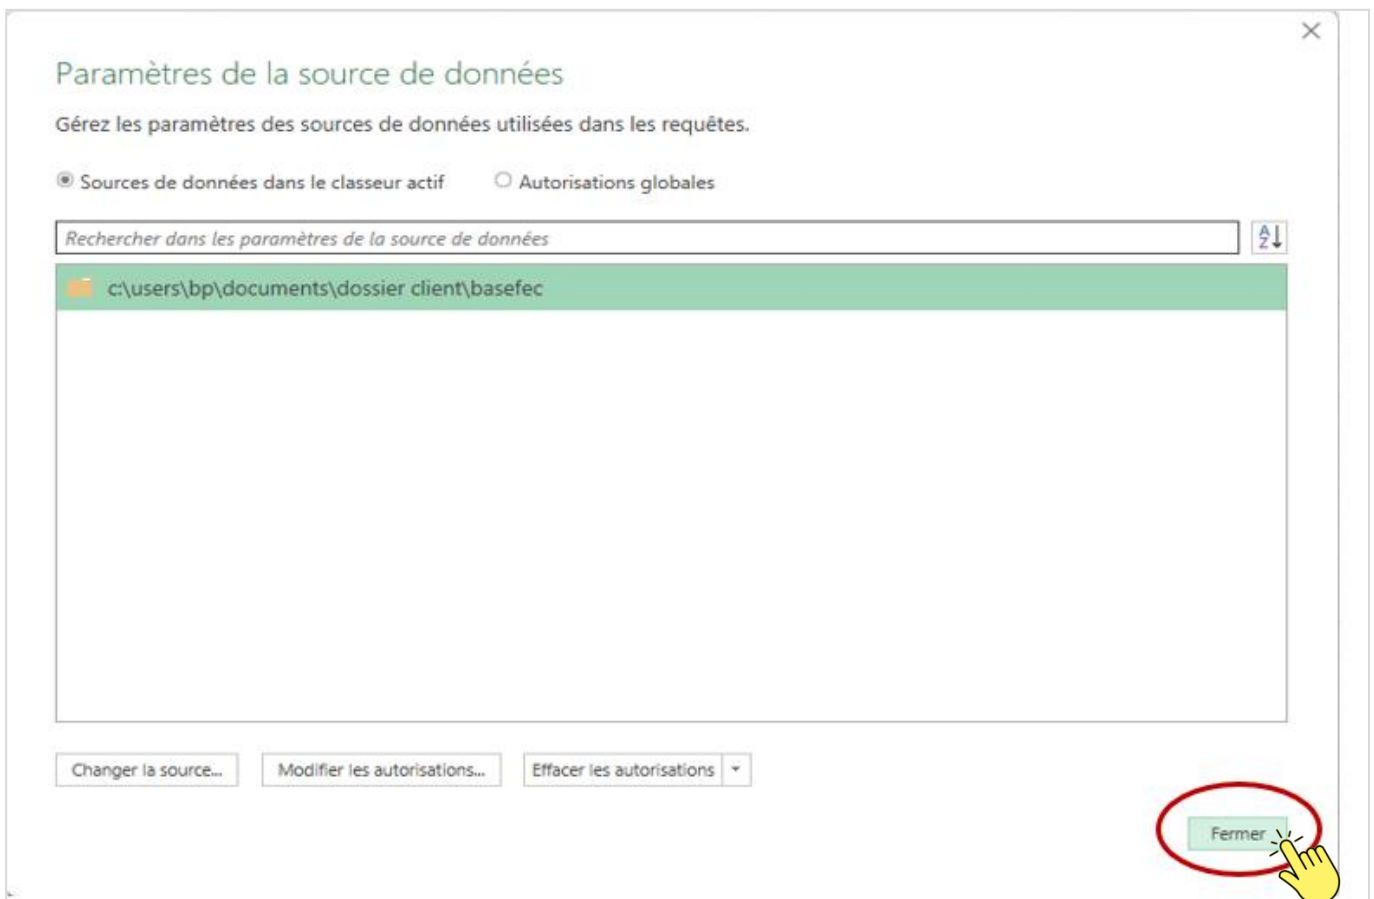 Paramètres de la source de données
Gérez les paramètres des sources de données utilisées dans les requêtes.
Sources de données dans le classeur actif Autorisations globales
Rechercher dans les paramètres de la source de données
A
Z
c:\users\bp\documents\dossier client\basefec
Changer la source... Modifier les autorisations... Effacer les autorisations
Fermer